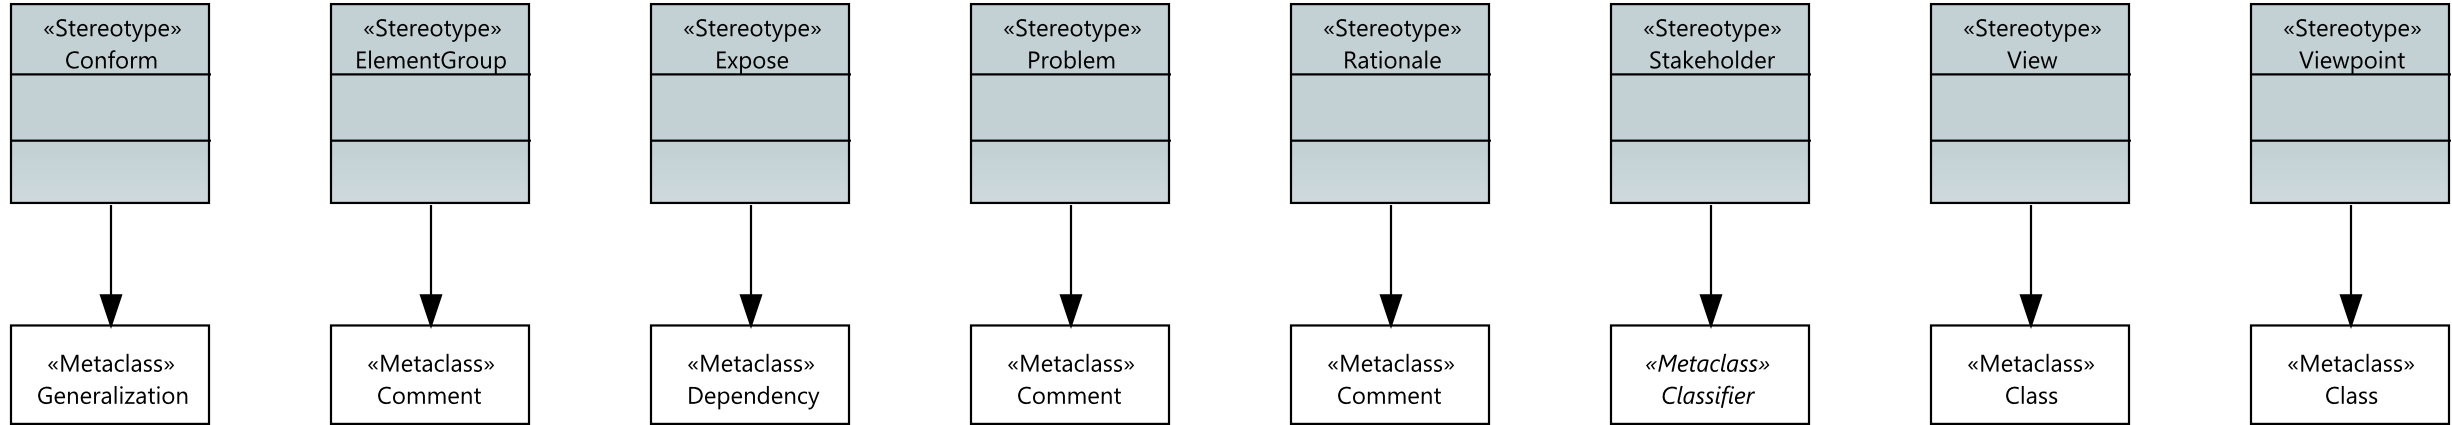 «Stereotype»
Conform
«Stereotype»
ElementGroup
«Stereotype»
Expose
«Stereotype»
Problem
«Stereotype»
Rationale
«Stereotype»
Stakeholder
«Stereotype»
View
«Stereotype»
Viewpoint
«Metaclass»
Generalization
«Metaclass»
Comment
«Metaclass»
Dependency
«Metaclass»
Comment
«Metaclass»
Comment
«Metaclass»
Classifier
«Metaclass»
Class
«Metaclass»
Class